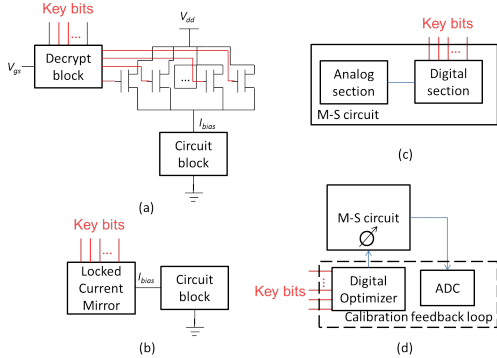 Key bits
...
V_dd
V_gs
Decrypt
block
...
I_bias
Circuit
block
(a)
Key bits
...
Locked
Current
Mirror
I_bias
Circuit
block
(b)
Key bits
...
Analog
section
Digital
section
M-S circuit
(c)
M-S circuit
Key bits
...
Digital
Optimizer
ADC
Calibration feedback loop
(d)